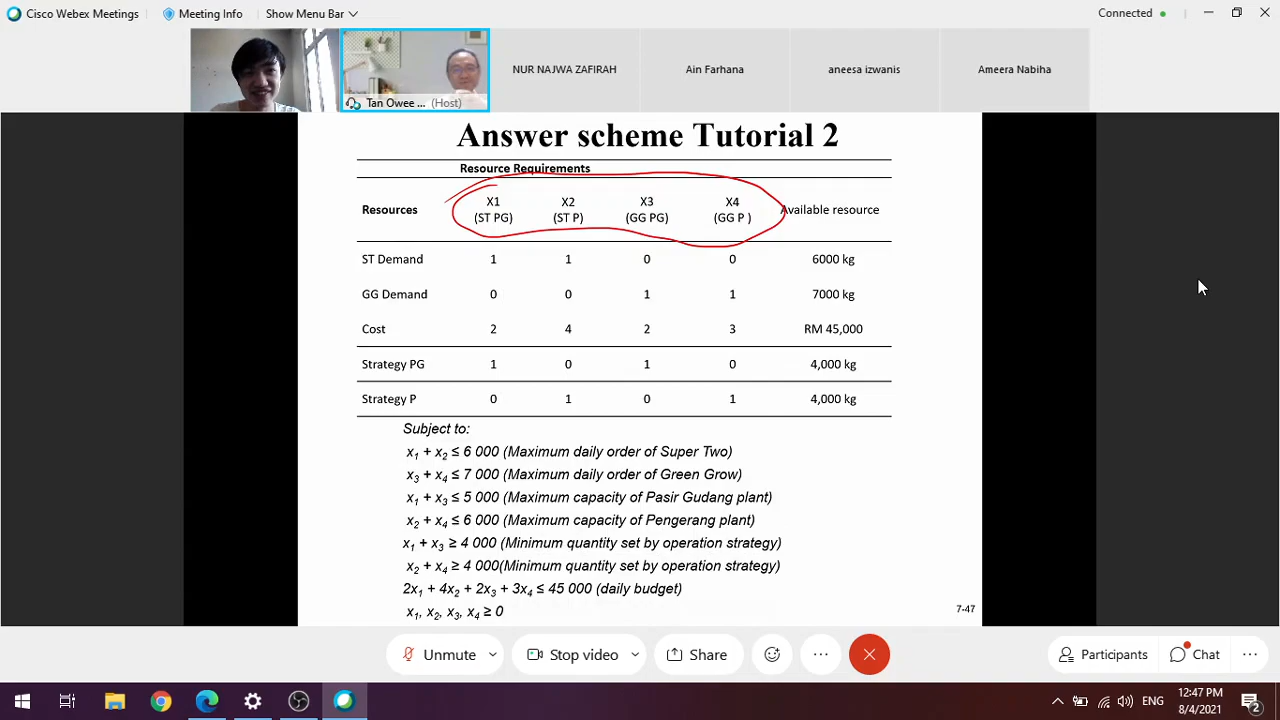 Cisco Webex Meetings Meeting Info Show Menu Bar Connected
Tan Owee ... (Host) NUR NAJWA ZAFIRAH Ain Farhana aneesa izwanis Ameera Nabiha
Answer scheme Tutorial 2
Resource Requirements
Resources X1 (ST PG) X2 (ST P) X3 (GG PG) X4 (GG P ) Available resource
ST Demand 1 1 0 0 6000 kg
GG Demand 0 0 1 1 7000 kg
Cost 2 4 2 3 RM 45,000
Strategy PG 1 0 1 0 4,000 kg
Strategy P 0 1 0 1 4,000 kg
Subject to:
x₁ + x₂ ≤ 6 000 (Maximum daily order of Super Two)
x₃ + x₄ ≤ 7 000 (Maximum daily order of Green Grow)
x₁ + x₃ ≤ 5 000 (Maximum capacity of Pasir Gudang plant)
x₂ + x₄ ≤ 6 000 (Maximum capacity of Pengerang plant)
x₁ + x₃ ≥ 4 000 (Minimum quantity set by operation strategy)
x₂ + x₄ ≥ 4 000(Minimum quantity set by operation strategy)
2x₁ + 4x₂ + 2x₃ + 3x₄ ≤ 45 000 (daily budget)
x₁, x₂, x₃, x₄ ≥ 0
7-47
Unmute Stop video Share Participants Chat
ENG 12:47 PM
8/4/2021 2